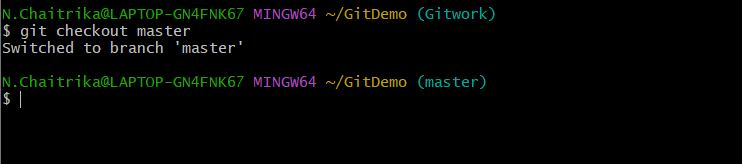 N.Chaitrika@LAPTOP-GN4FNK67 MINGW64 ~/GitDemo (Gitwork)
$ git checkout master
Switched to branch 'master'
N.Chaitrika@LAPTOP-GN4FNK67 MINGW64 ~/GitDemo (master)
$